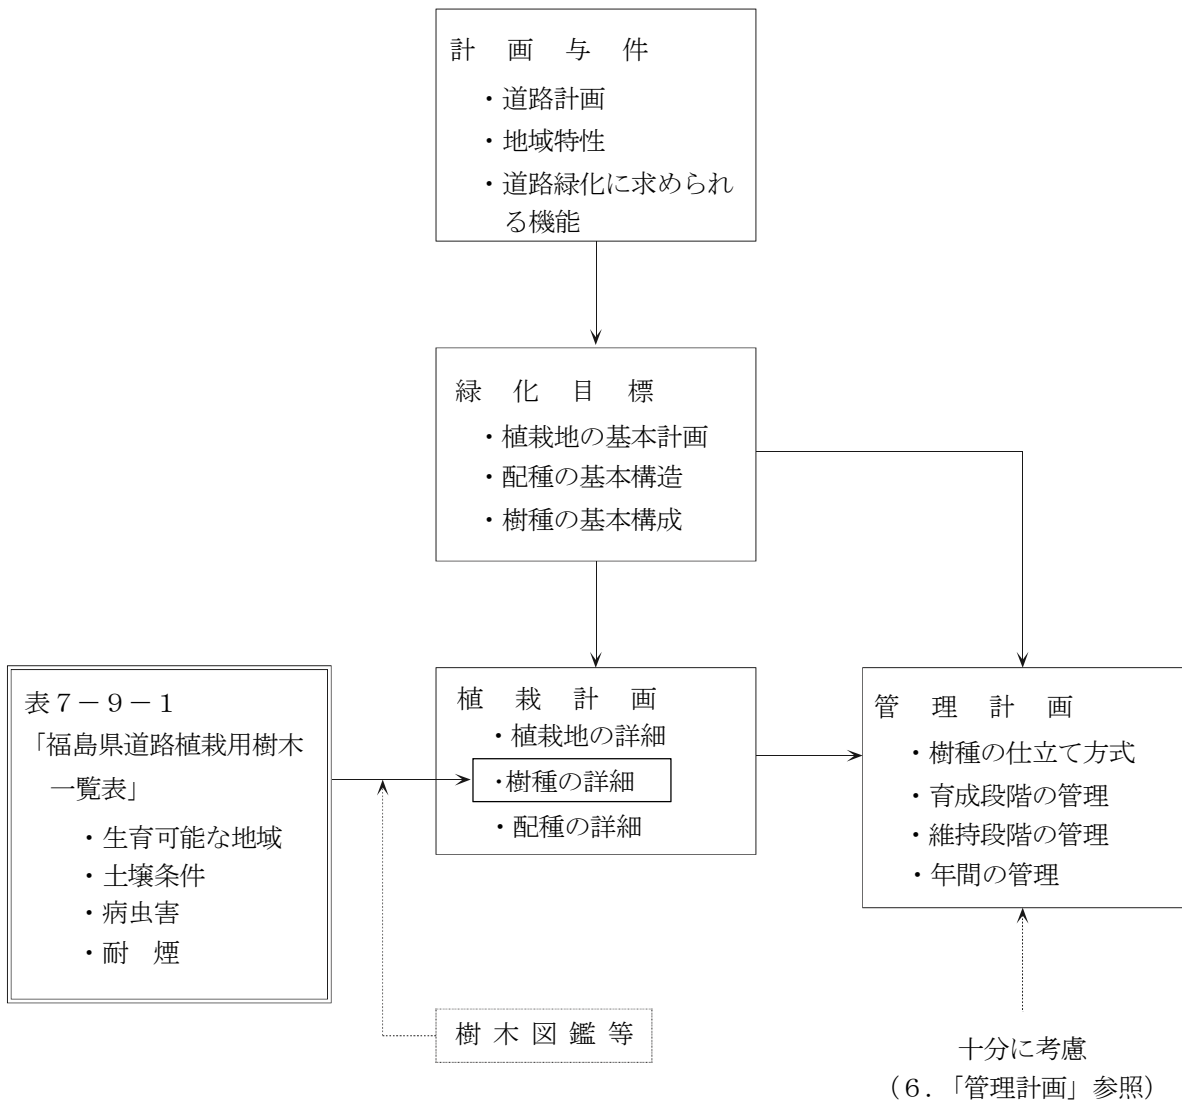 計画与件
・道路計画
・地域特性
・道路緑化に求められ
る機能
緑化目標
・植栽地の基本計画
・配種の基本構造
・樹種の基本構成
表７－９－１
「福島県道路植栽用樹木
一覧表」
・生育可能な地域
・土壌条件
・病虫害
・耐　煙
植栽計画
・植栽地の詳細
・樹種の詳細
・配種の詳細
管理計画
・樹種の仕立て方式
・育成段階の管理
・維持段階の管理
・年間の管理
樹木図鑑等
十分に考慮
（６．「管理計画」参照）